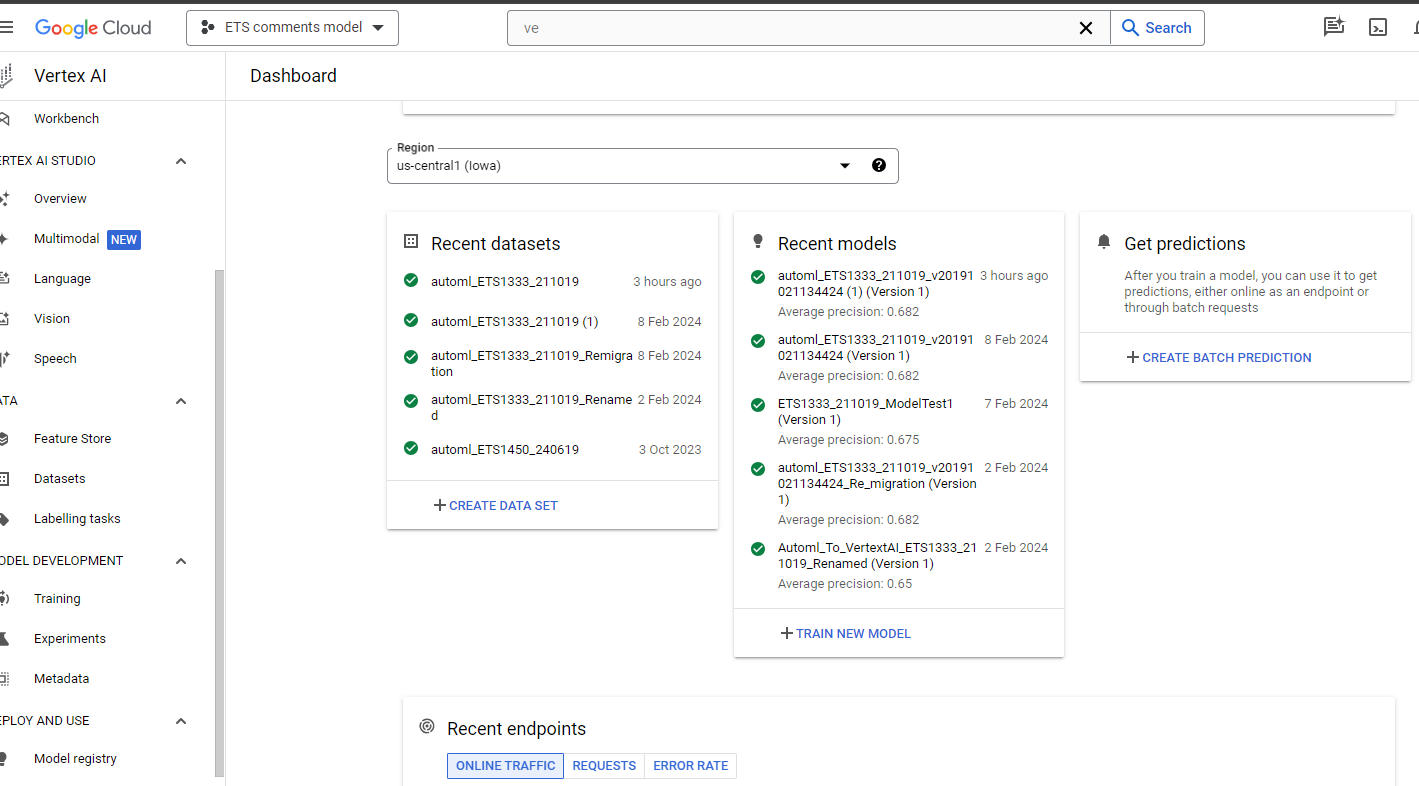 Google Cloud
ETS comments model
ve
Search
Vertex AI
Dashboard
Workbench
ERTEX AI STUDIO
Overview
Multimodal NEW
Language
Vision
Speech
ATA
Feature Store
Datasets
Labelling tasks
ODEL DEVELOPMENT
Training
Experiments
Metadata
EPLOY AND USE
Model registry
Region
us-central1 (Iowa)
Recent datasets
automl_ETS1333_211019 3 hours ago
automl_ETS1333_211019 (1) 8 Feb 2024
automl_ETS1333_211019_Remigra 8 Feb 2024
tion
automl_ETS1333_211019_Rename 2 Feb 2024
d
automl_ETS1450_240619 3 Oct 2023
CREATE DATA SET
Recent models
automl_ETS1333_211019_v20191 3 hours ago
021134424 (1) (Version 1)
Average precision: 0.682
automl_ETS1333_211019_v20191 8 Feb 2024
021134424 (Version 1)
Average precision: 0.682
ETS1333_211019_ModelTest1 7 Feb 2024
(Version 1)
Average precision: 0.675
automl_ETS1333_211019_v20191 2 Feb 2024
021134424_Re_migration (Version
1)
Average precision: 0.682
Automl_To_VertextAI_ETS1333_21 2 Feb 2024
1019_Renamed (Version 1)
Average precision: 0.65
TRAIN NEW MODEL
Get predictions
After you train a model, you can use it to get
predictions, either online as an endpoint or
through batch requests
CREATE BATCH PREDICTION
Recent endpoints
ONLINE TRAFFIC REQUESTS ERROR RATE